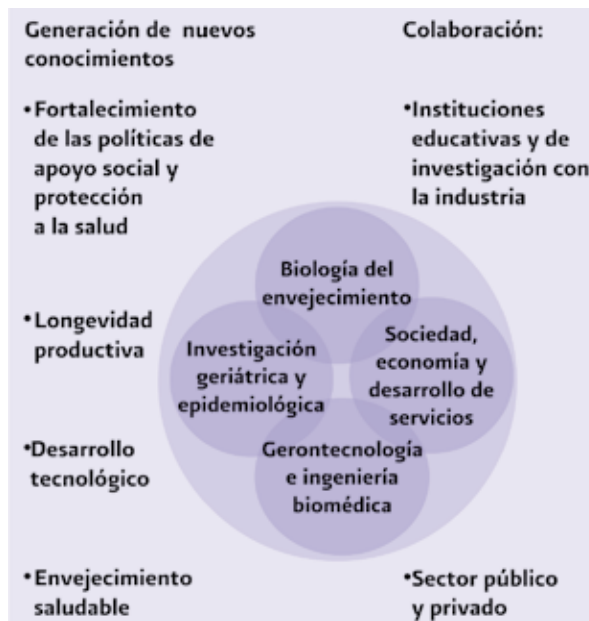 Generación de nuevos
conocimientos
•Fortalecimiento
de las políticas de
apoyo social y
protección
a la salud
•Longevidad
productiva
•Desarrollo
tecnológico
•Envejecimiento
saludable
Biología del
envejecimiento
Investigación
geriátrica y
epidemiológica
Sociedad,
economía y
desarrollo de
servicios
Gerontecnología
e ingeniería
biomédica
Colaboración:
•Instituciones
educativas y de
investigación con
la industria
•Sector público
y privado